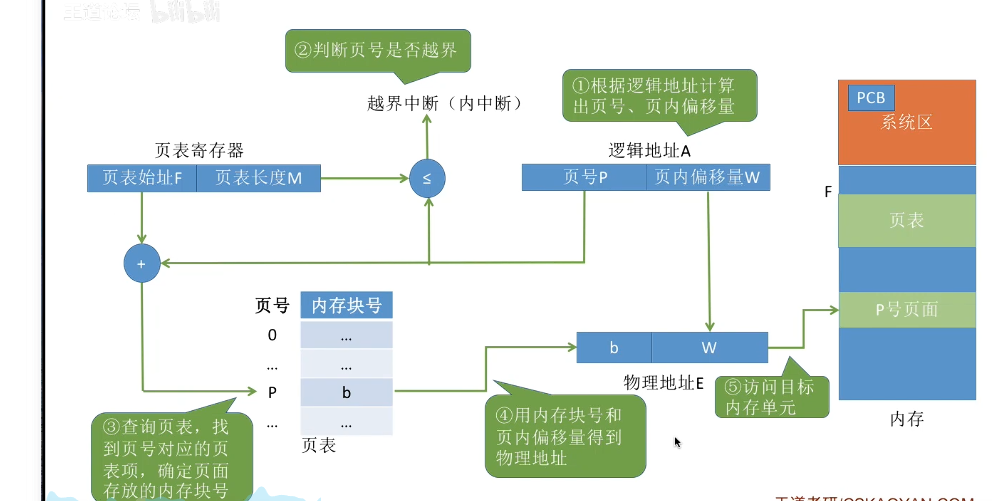 ②判断页号是否越界
越界中断（内中断）
①根据逻辑地址计算
出页号、页内偏移量
PCB
系统区
页表寄存器
页表始址F
页表长度M
≤
逻辑地址A
页号P
页内偏移量W
F
页表
+
页号
内存块号
0
...
...
...
P
b
...
...
页表
b
W
物理地址E
P号页面
⑤访问目标
内存单元
内存
③查询页表，找
到页号对应的页
表项，确定页面
存放的内存块号
④用内存块号和
页内偏移量得到
物理地址
bilibili